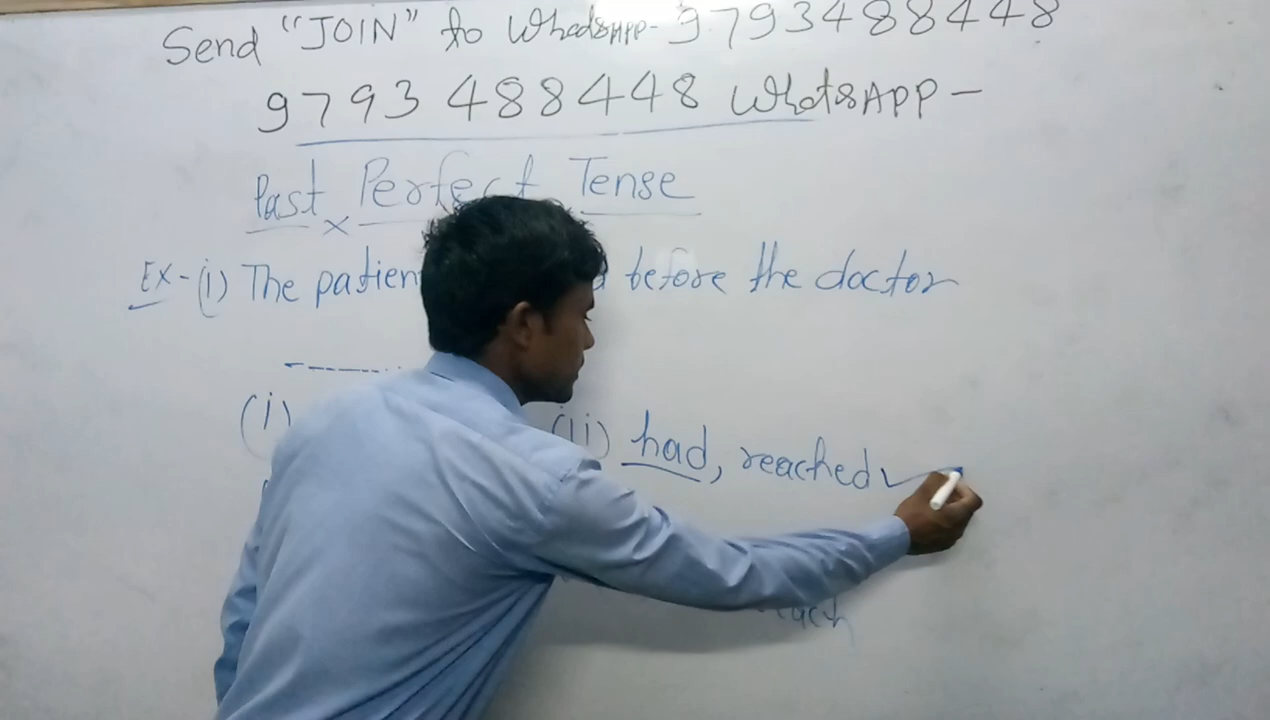 Send "JOIN" to WhatsAPP- 9793488448
9793 488448 WhatsAPP -
Past Perfect Tense
Ex-(i) The patien before the doctor
(i) (ii) had, reached ✓